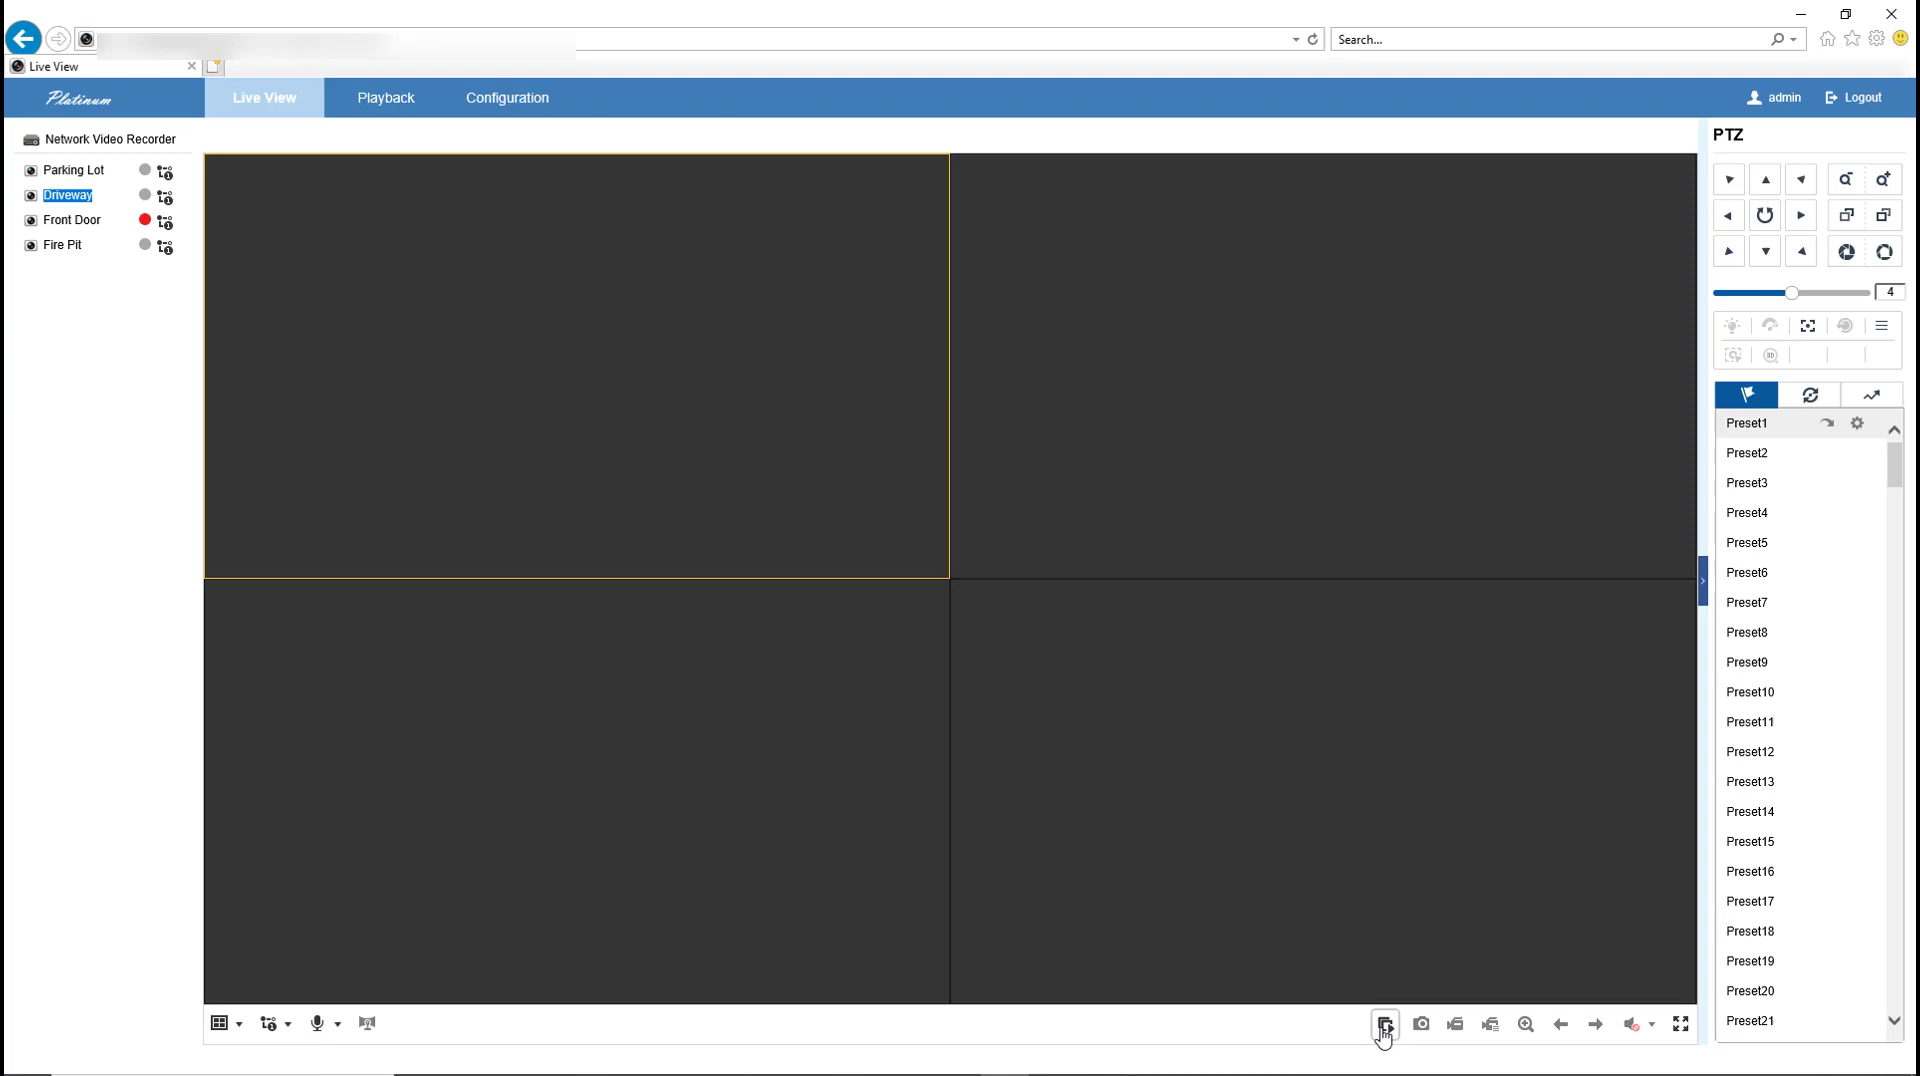 Search...
Live View
Platinum
Live View
Playback
Configuration
admin
Logout
Network Video Recorder
Parking Lot
Driveway
Front Door
Fire Pit
PTZ
4
3D
Preset1
Preset2
Preset3
Preset4
Preset5
Preset6
Preset7
Preset8
Preset9
Preset10
Preset11
Preset12
Preset13
Preset14
Preset15
Preset16
Preset17
Preset18
Preset19
Preset20
Preset21